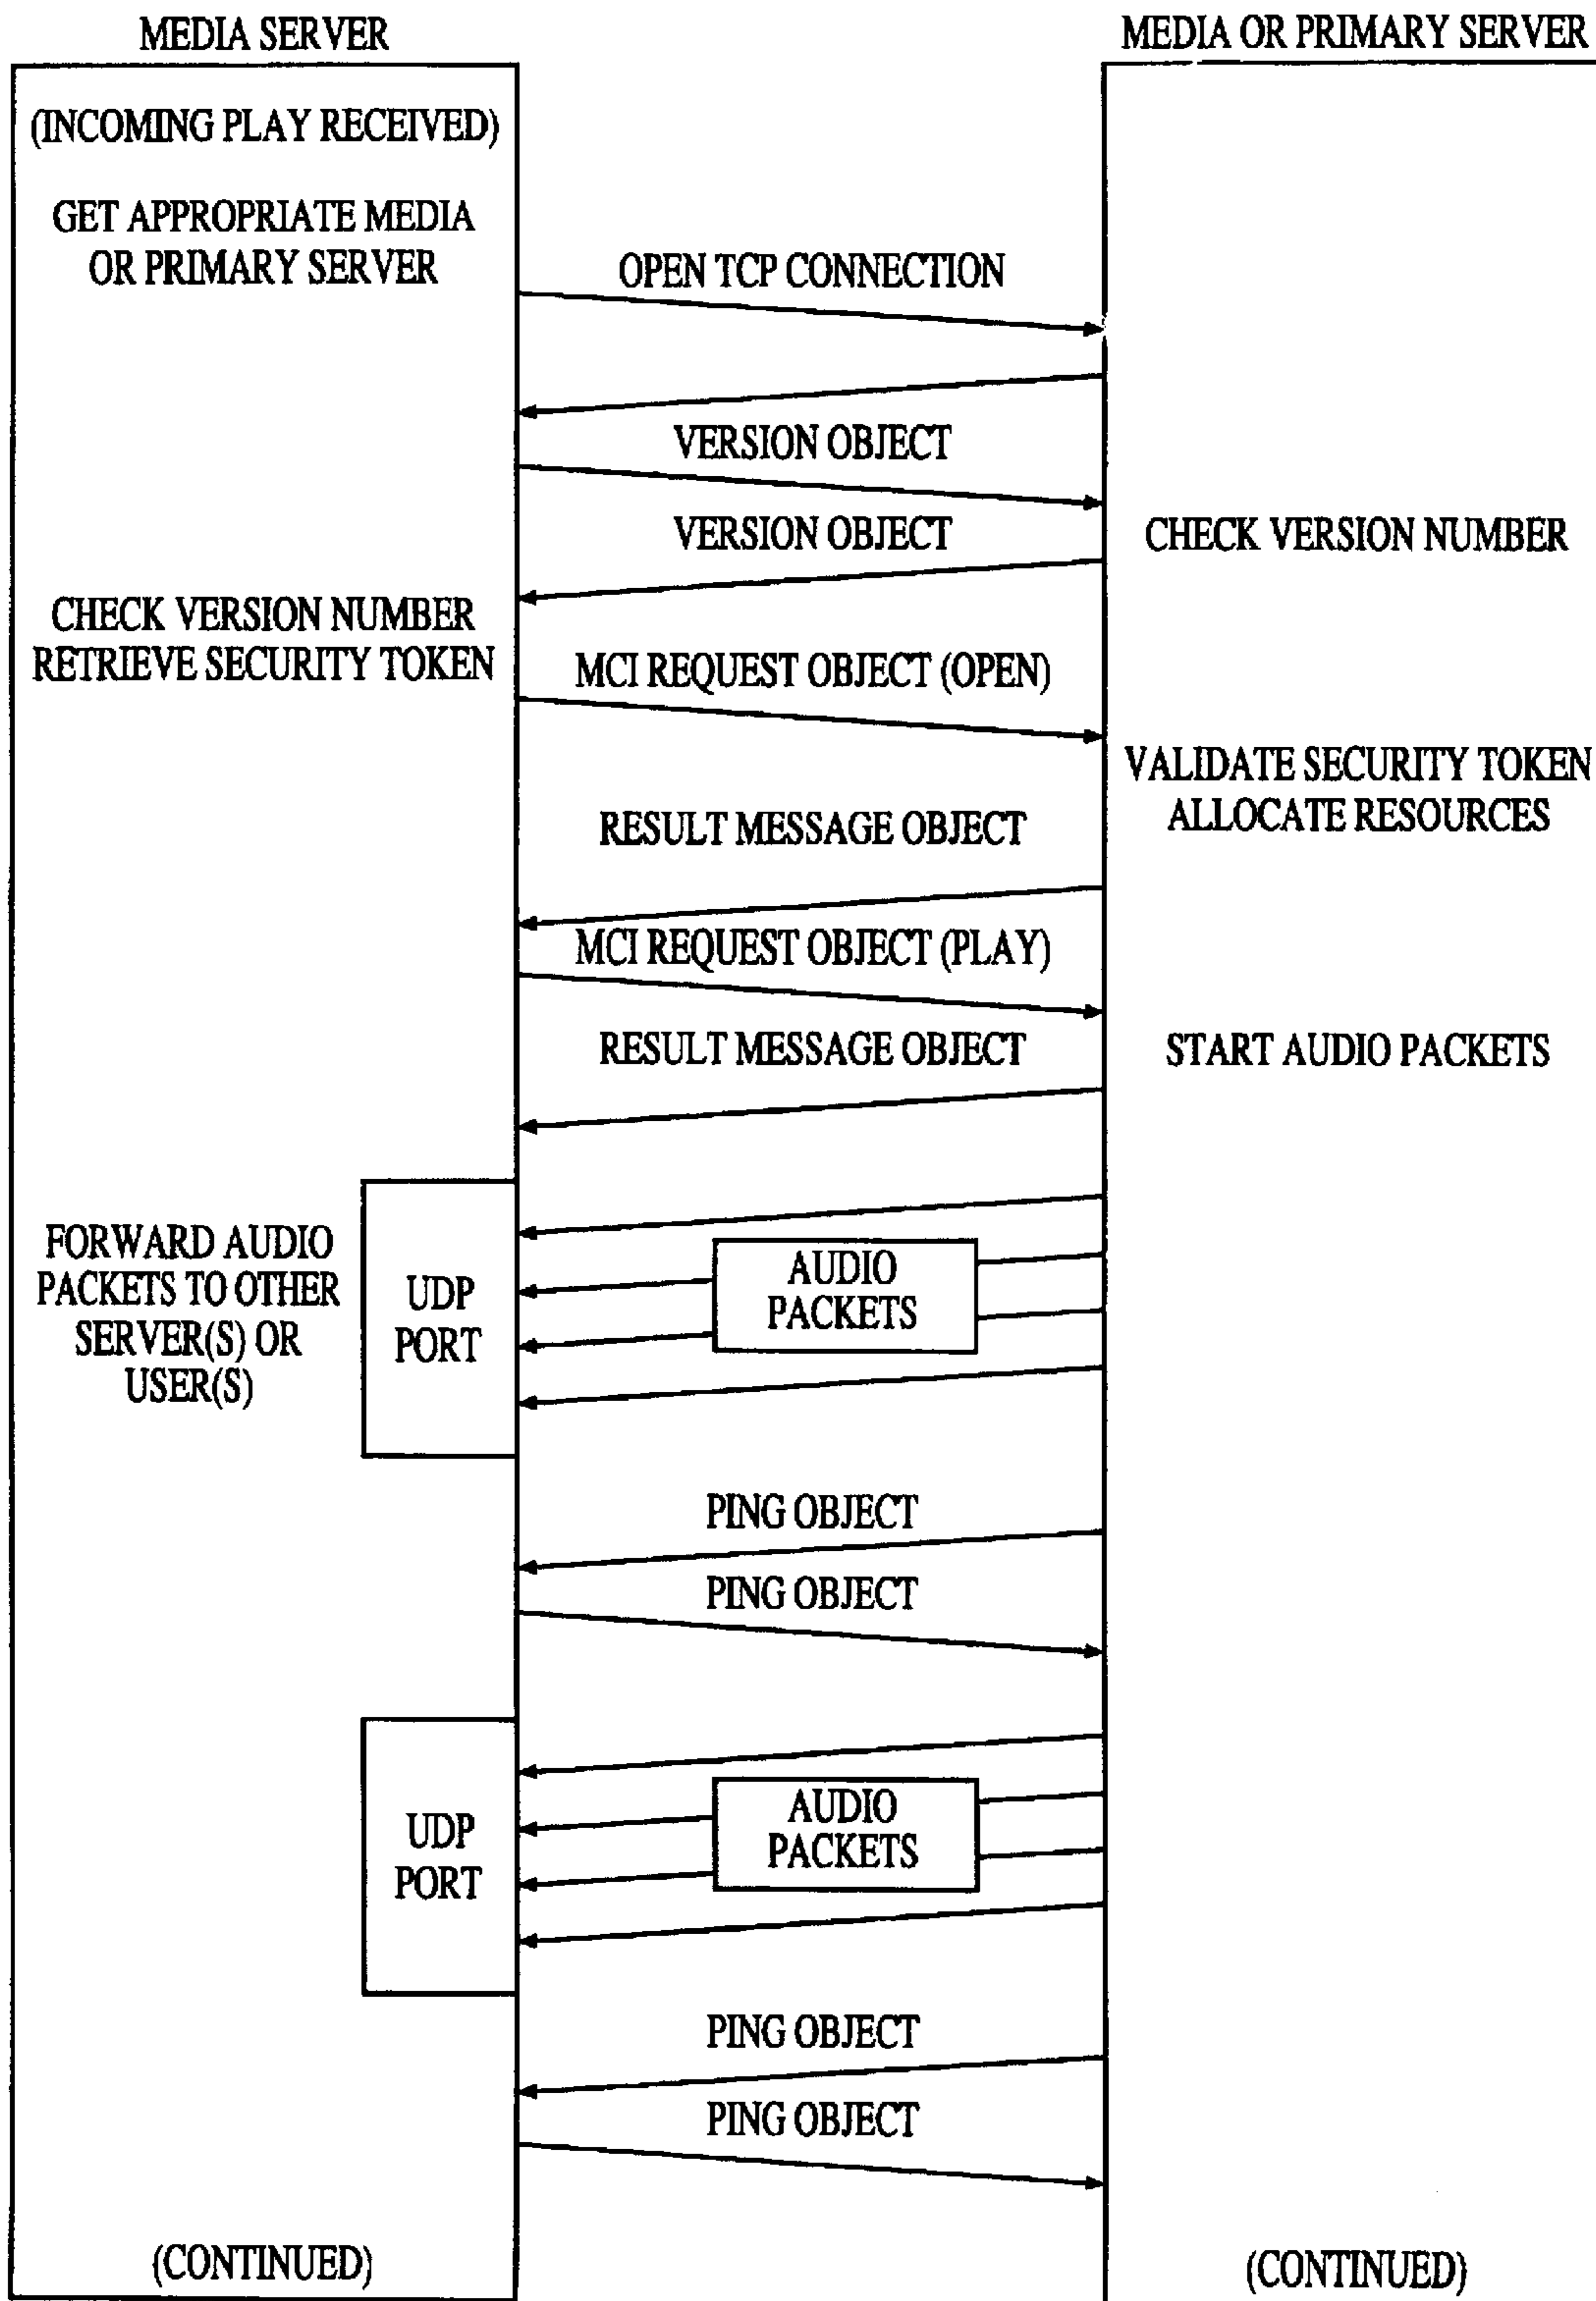 MEDIA SERVER
MEDIA OR PRIMARY SERVER
(INCOMING PLAY RECEIVED)
GET APPROPRIATE MEDIA
OR PRIMARY SERVER
OPEN TCP CONNECTION
VERSION OBJECT
VERSION OBJECT
CHECK VERSION NUMBER
CHECK VERSION NUMBER
RETRIEVE SECURITY TOKEN
MCI REQUEST OBJECT (OPEN)
VALIDATE SECURITY TOKEN
ALLOCATE RESOURCES
RESULT MESSAGE OBJECT
MCI REQUEST OBJECT (PLAY)
RESULT MESSAGE OBJECT
START AUDIO PACKETS
FORWARD AUDIO
PACKETS TO OTHER
SERVER(S) OR
USER(S)
UDP
PORT
AUDIO
PACKETS
PING OBJECT
PING OBJECT
UDP
PORT
AUDIO
PACKETS
PING OBJECT
PING OBJECT
(CONTINUED)
(CONTINUED)